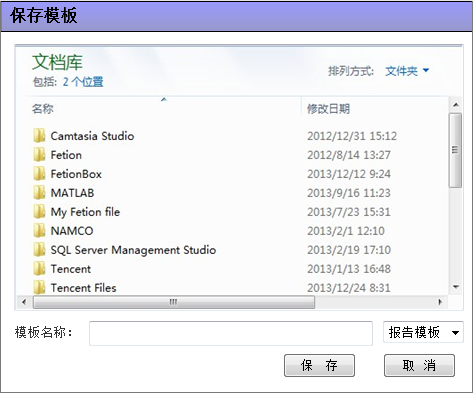 保存模板
文档库
包括: 2 个位置
排列方式: 文件夹
名称 修改日期
Camtasia Studio 2012/12/31 15:12
Fetion 2012/8/14 13:27
FetionBox 2013/12/12 9:24
MATLAB 2013/9/16 11:23
My Fetion file 2013/7/23 15:31
NAMCO 2013/2/1 12:10
SQL Server Management Studio 2013/2/19 17:10
Tencent 2013/1/13 16:48
Tencent Files 2013/12/24 8:31
模板名称: 报告模板
保 存 取 消